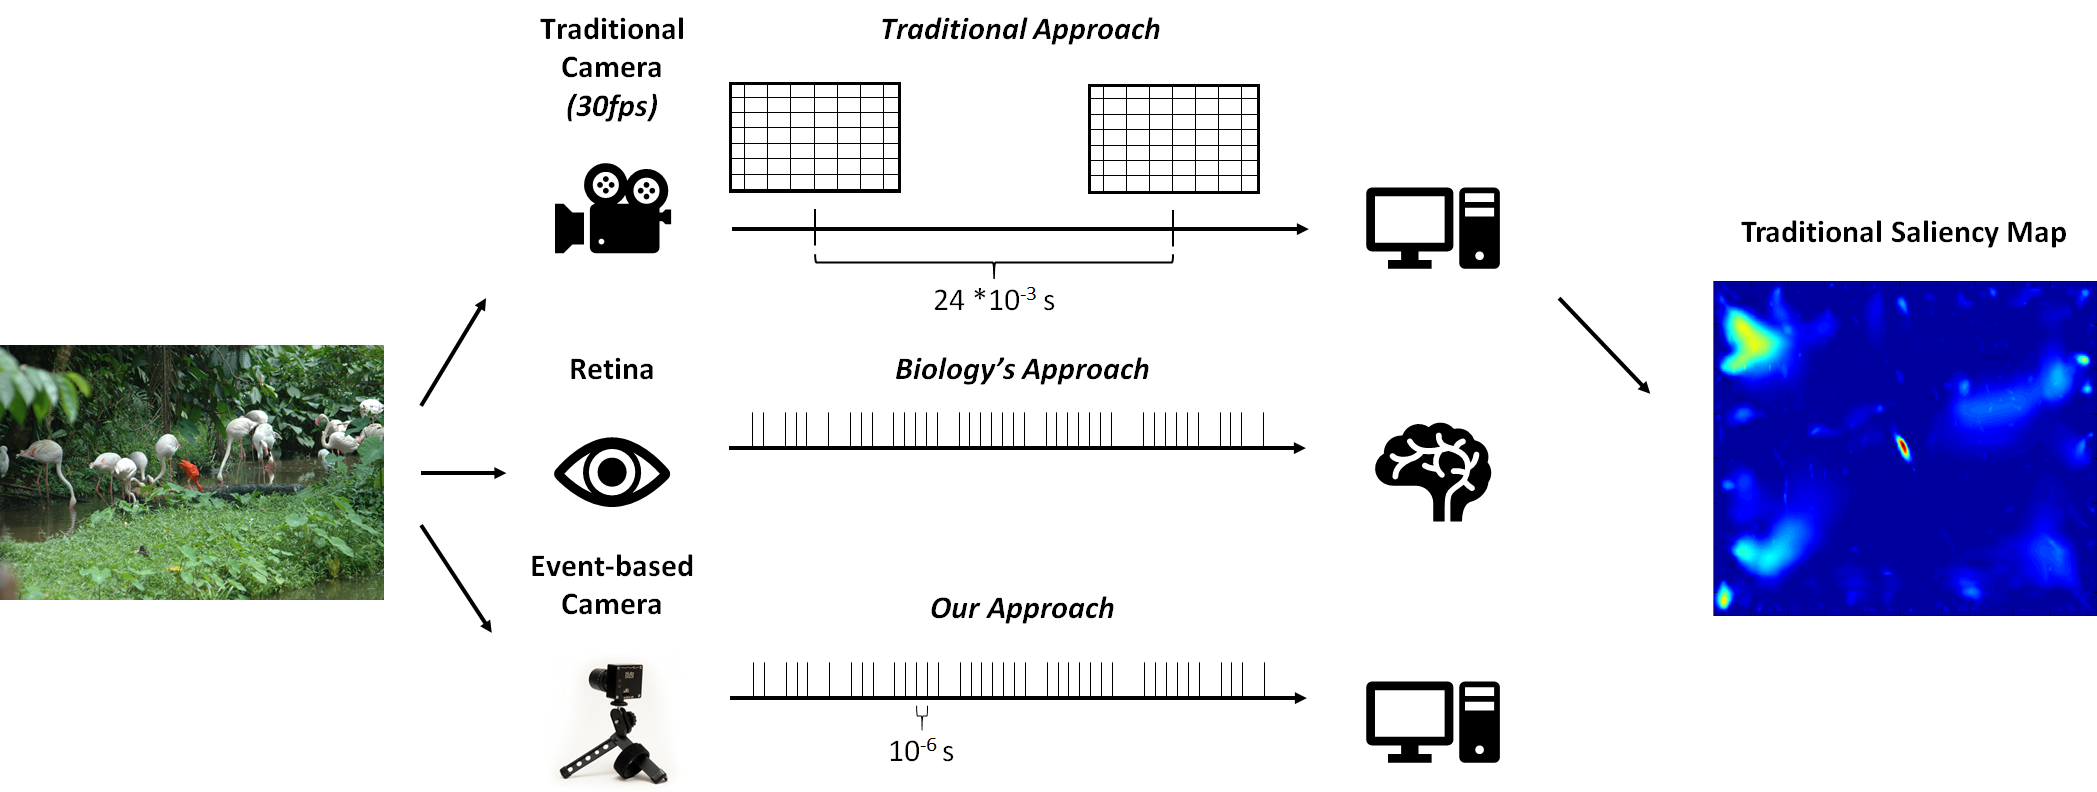 Traditional
Camera
(30fps)
Traditional Approach
24 *10⁻³ s
Traditional Saliency Map
Retina
Biology’s Approach
Event-based
Camera
Our Approach
10⁻⁶ s